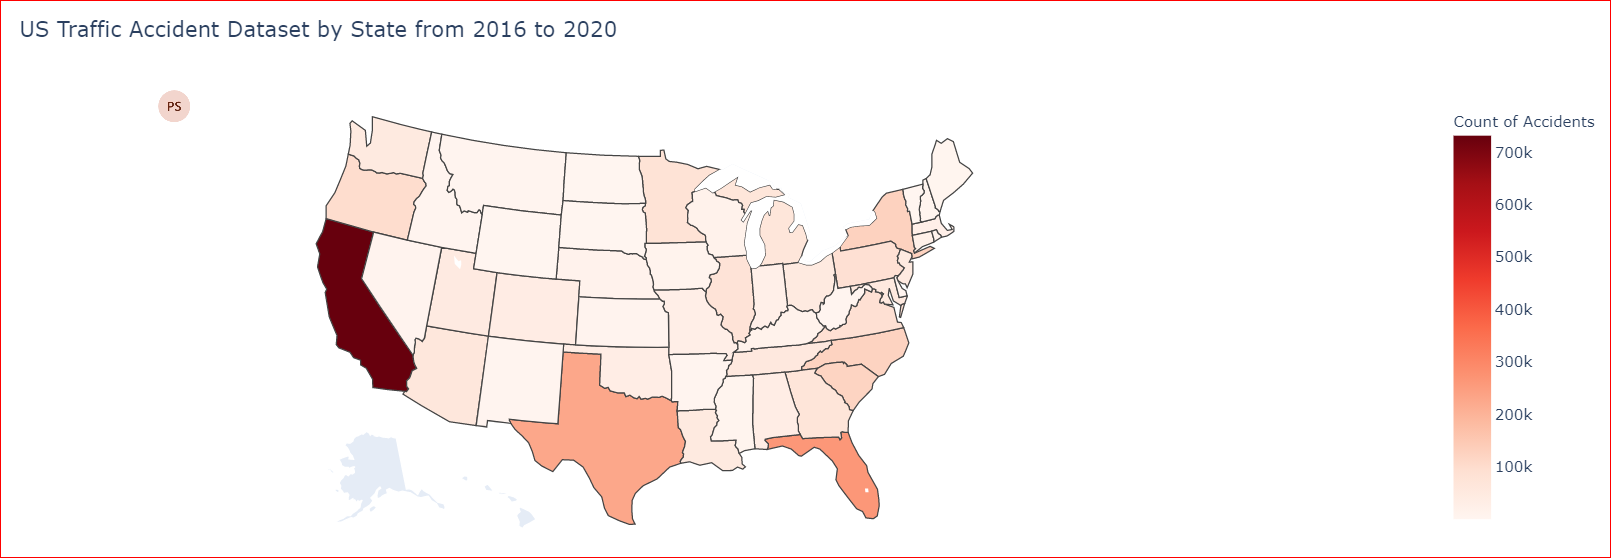 US Traffic Accident Dataset by State from 2016 to 2020
PS
Count of Accidents
700k
600k
500k
400k
300k
200k
100k